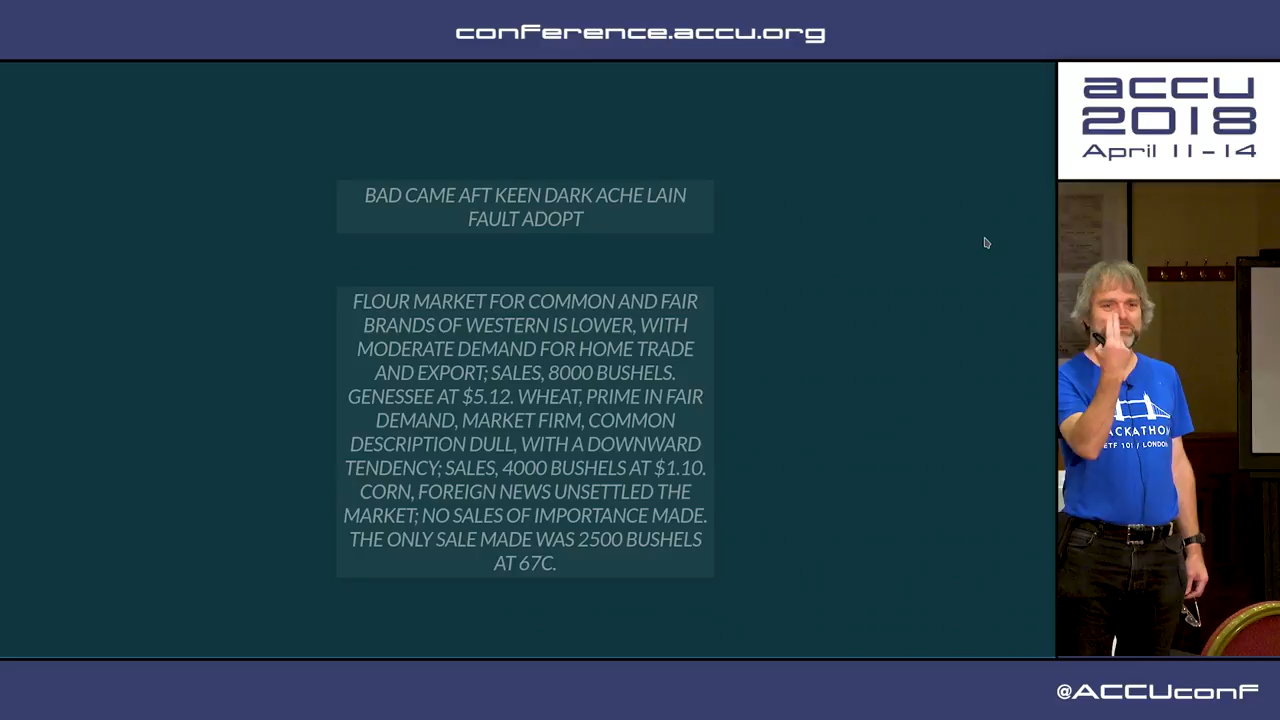 conference.accu.org
accu
2018
April 11-14
BAD CAME AFT KEEN DARK ACHE LAIN
FAULT ADOPT
FLOUR MARKET FOR COMMON AND FAIR
BRANDS OF WESTERN IS LOWER, WITH
MODERATE DEMAND FOR HOME TRADE
AND EXPORT; SALES, 8000 BUSHELS.
GENESSEE AT $5.12. WHEAT, PRIME IN FAIR
DEMAND, MARKET FIRM, COMMON
DESCRIPTION DULL, WITH A DOWNWARD
TENDENCY; SALES, 4000 BUSHELS AT $1.10.
CORN, FOREIGN NEWS UNSETTLED THE
MARKET; NO SALES OF IMPORTANCE MADE.
THE ONLY SALE MADE WAS 2500 BUSHELS
AT 67C.
ACKATHON
ETF 101 LONDON
@ACCUconf